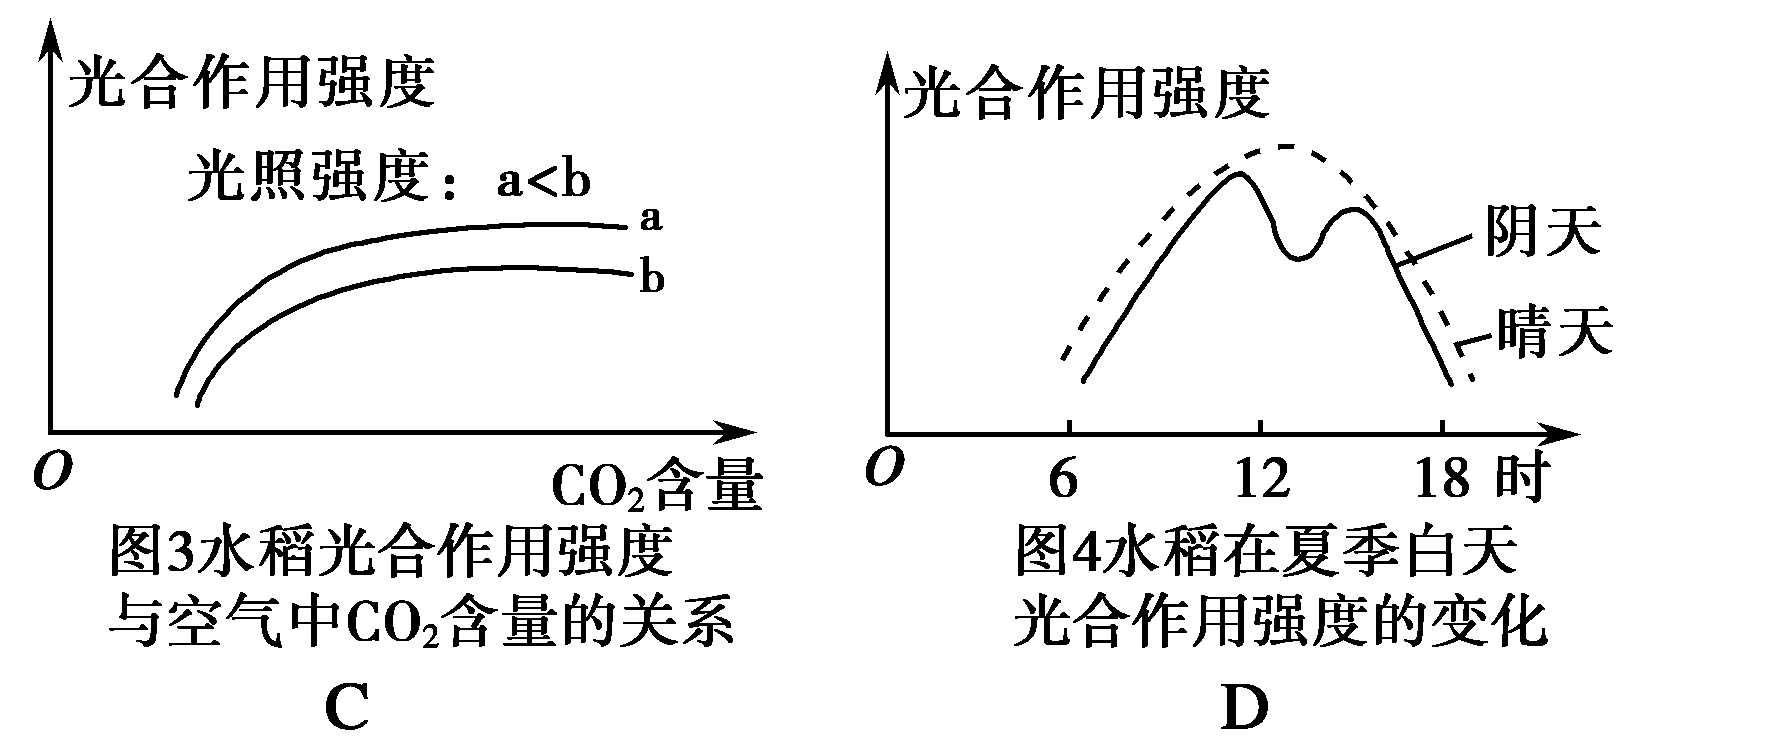 光合作用强度
光照强度：a<b
a
b
O
CO₂含量
图3水稻光合作用强度
与空气中CO₂含量的关系
C
光合作用强度
阴天
晴天
O
6
12
18
时
图4水稻在夏季白天
光合作用强度的变化
D